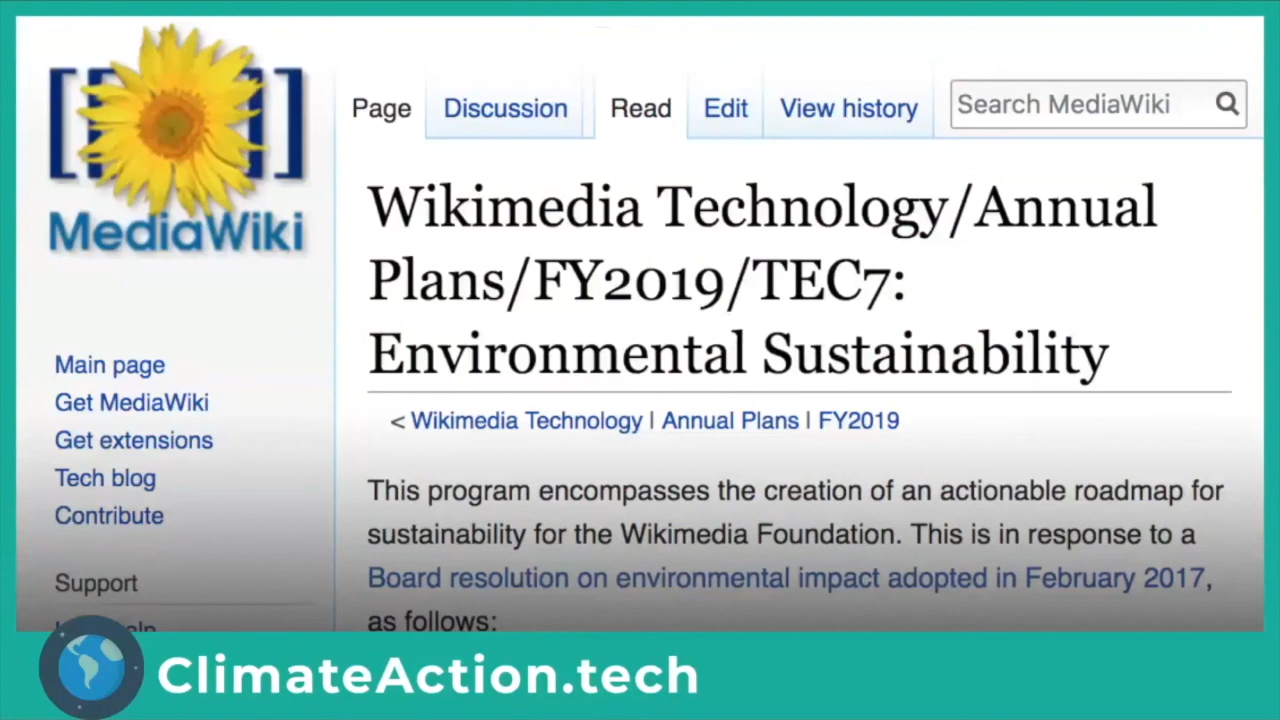 MediaWiki
Page Discussion Read Edit View history Search MediaWiki
Wikimedia Technology/Annual
Plans/FY2019/TEC7:
Environmental Sustainability
< Wikimedia Technology | Annual Plans | FY2019
This program encompasses the creation of an actionable roadmap for
sustainability for the Wikimedia Foundation. This is in response to a
Board resolution on environmental impact adopted in February 2017,
as follows:
Main page
Get MediaWiki
Get extensions
Tech blog
Contribute
Support
ClimateAction.tech